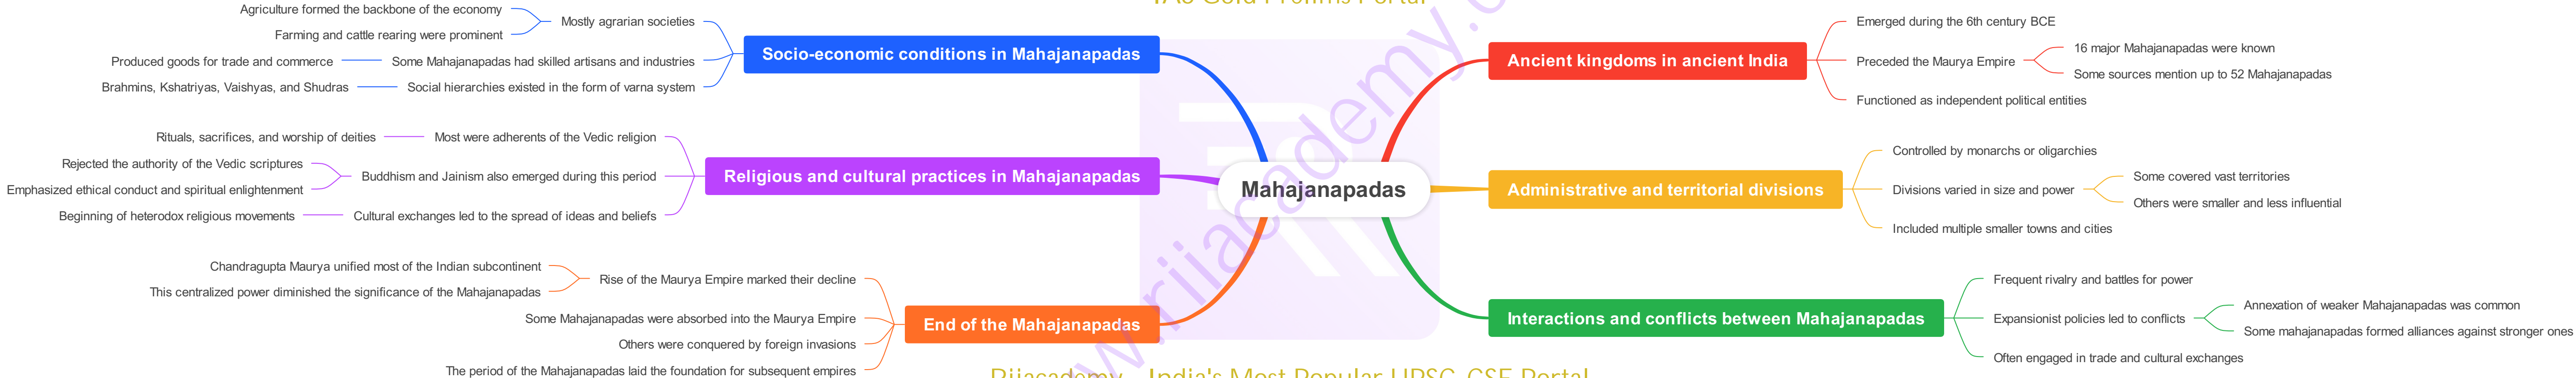 IAS Gold Prelims Portal
Agriculture formed the backbone of the economy
Farming and cattle rearing were prominent
Mostly agrarian societies
Produced goods for trade and commerce
Some Mahajanapadas had skilled artisans and industries
Brahmins, Kshatriyas, Vaishyas, and Shudras
Social hierarchies existed in the form of varna system
Socio-economic conditions in Mahajanapadas
Rituals, sacrifices, and worship of deities
Most were adherents of the Vedic religion
Rejected the authority of the Vedic scriptures
Emphasized ethical conduct and spiritual enlightenment
Buddhism and Jainism also emerged during this period
Beginning of heterodox religious movements
Cultural exchanges led to the spread of ideas and beliefs
Religious and cultural practices in Mahajanapadas
Chandragupta Maurya unified most of the Indian subcontinent
This centralized power diminished the significance of the Mahajanapadas
Rise of the Maurya Empire marked their decline
Some Mahajanapadas were absorbed into the Maurya Empire
Others were conquered by foreign invasions
The period of the Mahajanapadas laid the foundation for subsequent empires
End of the Mahajanapadas
Mahajanapadas
Ancient kingdoms in ancient India
Emerged during the 6th century BCE
Preceded the Maurya Empire
16 major Mahajanapadas were known
Some sources mention up to 52 Mahajanapadas
Functioned as independent political entities
Administrative and territorial divisions
Controlled by monarchs or oligarchies
Divisions varied in size and power
Some covered vast territories
Others were smaller and less influential
Included multiple smaller towns and cities
Interactions and conflicts between Mahajanapadas
Frequent rivalry and battles for power
Expansionist policies led to conflicts
Annexation of weaker Mahajanapadas was common
Some mahajanapadas formed alliances against stronger ones
Often engaged in trade and cultural exchanges
w.rijiacademy.c
Rijacademy - India's Most Popular UPSC-CSE Portal